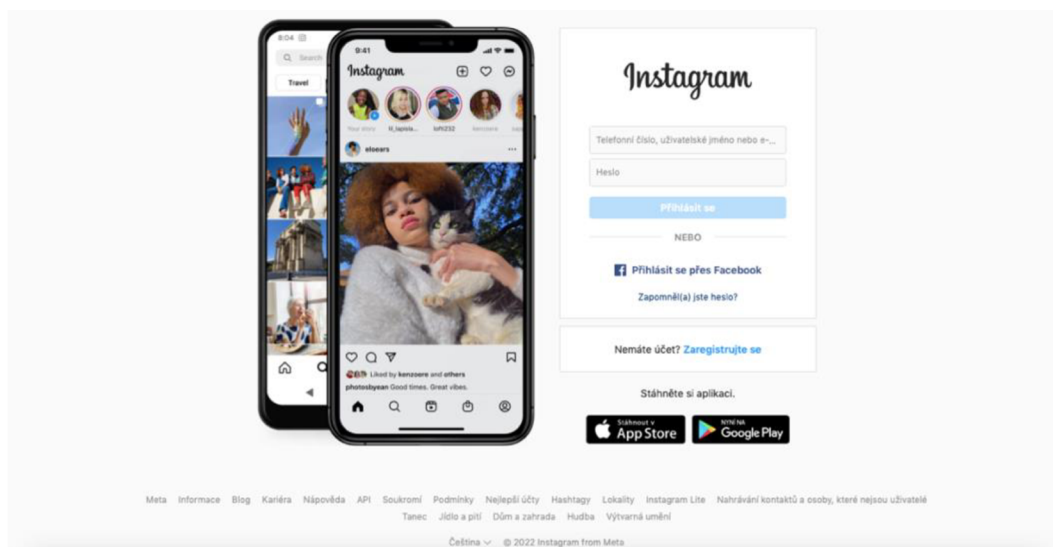 8:04
Search
Travel
9:41
Instagram
Your story
lil_lapisla...
lofti232
kenzoere
eloears
Liked by kenzoere and others
photosbyean Good times. Great vibes.
Instagram
Telefonní číslo, uživatelské jméno nebo e-...
Heslo
Přihlásit se
NEBO
Přihlásit se přes Facebook
Zapomněl(a) jste heslo?
Nemáte účet? Zaregistrujte se
Stáhněte si aplikaci.
Stáhnout v
App Store
NYNÍ NA
Google Play
Meta Informace Blog Kariéra Nápověda API Soukromí Podmínky Nejlepší účty Hashtagy Lokality Instagram Lite Nahrávání kontaktů a osoby, které nejsou uživatelé
Tanec Jídlo a pití Dům a zahrada Hudba Výtvarná umění
Čeština © 2022 Instagram from Meta